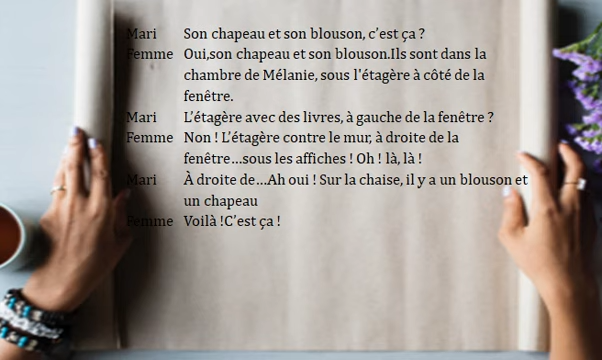 Mari Son chapeau et son blouson, c'est ça ?
Femme Oui,son chapeau et son blouson.Ils sont dans la
chambre de Mélanie, sous l'étagère à côté de la
fenêtre.
Mari L'étagère avec des livres, à gauche de la fenêtre ?
Femme Non ! L'étagère contre le mur, à droite de la
fenêtre...sous les affiches ! Oh ! là, là !
Mari À droite de...Ah oui ! Sur la chaise, il y a un blouson et
un chapeau
Femme Voilà !C'est ça !